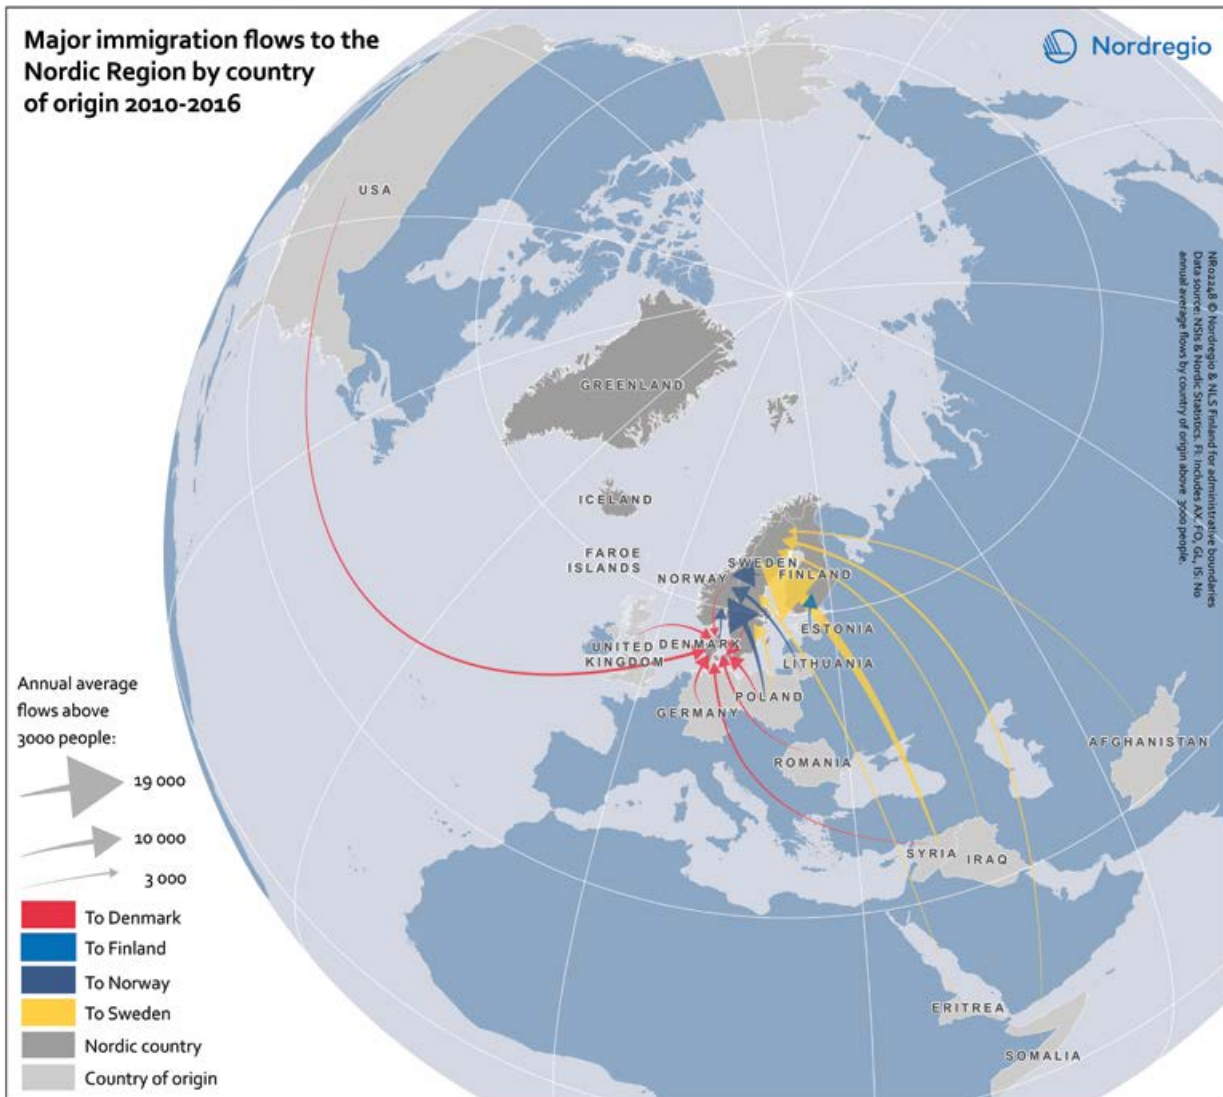 Major immigration flows to the
Nordic Region by country
of origin 2010-2016
Nordregio
USA
GREENLAND
ICELAND
FAROE
ISLANDS
NORWAY
SWEDEN
FINLAND
ESTONIA
UNITED
KINGDOM
DENMARK
LITHUANIA
POLAND
GERMANY
ROMANIA
AFGHANISTAN
SYRIA
IRAQ
ERITREA
SOMALIA
NR02248 © Nordregio & NLS Finland for administrative boundaries
Data source: NSIs & Nordic Statistics. FI: Includes AX. FO, GL, IS: No
annual average flows by country of origin above 3000 people.
Annual average
flows above
3000 people:
19 000
10 000
3 000
To Denmark
To Finland
To Norway
To Sweden
Nordic country
Country of origin